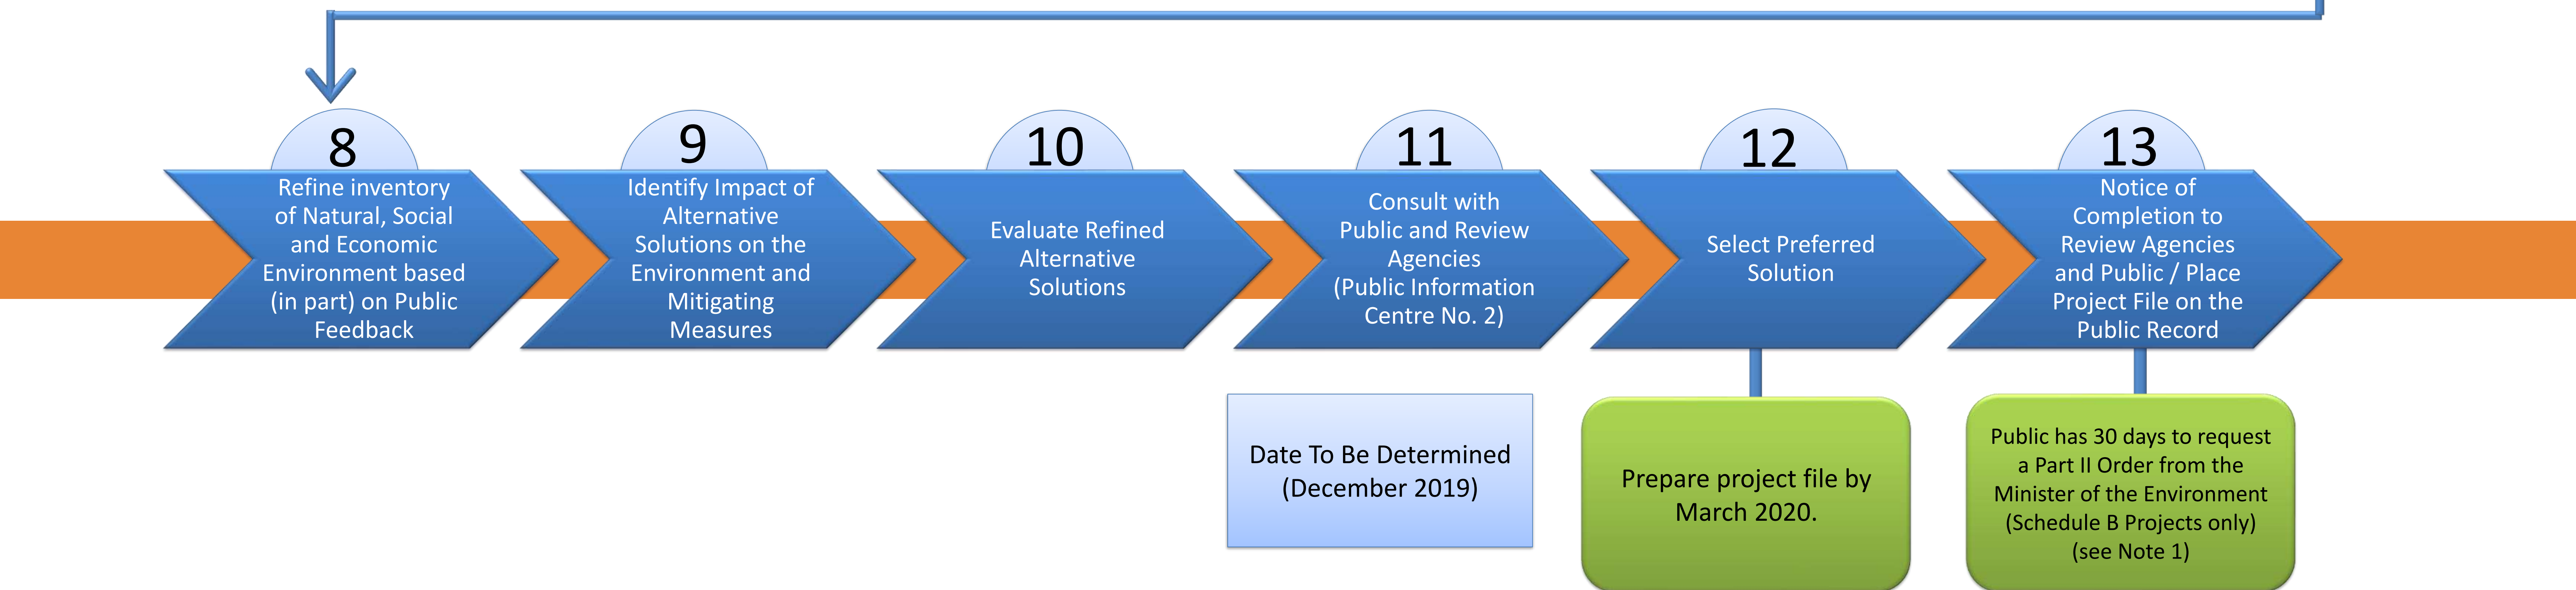 8
Refine inventory
of Natural, Social
and Economic
Environment based
(in part) on Public
Feedback
9
Identify Impact of
Alternative
Solutions on the
Environment and
Mitigating
Measures
10
Evaluate Refined
Alternative
Solutions
11
Consult with
Public and Review
Agencies
(Public Information
Centre No. 2)
12
Select Preferred
Solution
13
Notice of
Completion to
Review Agencies
and Public / Place
Project File on the
Public Record
Date To Be Determined
(December 2019)
Prepare project file by
March 2020.
Public has 30 days to request
a Part II Order from the
Minister of the Environment
(Schedule B Projects only)
(see Note 1)